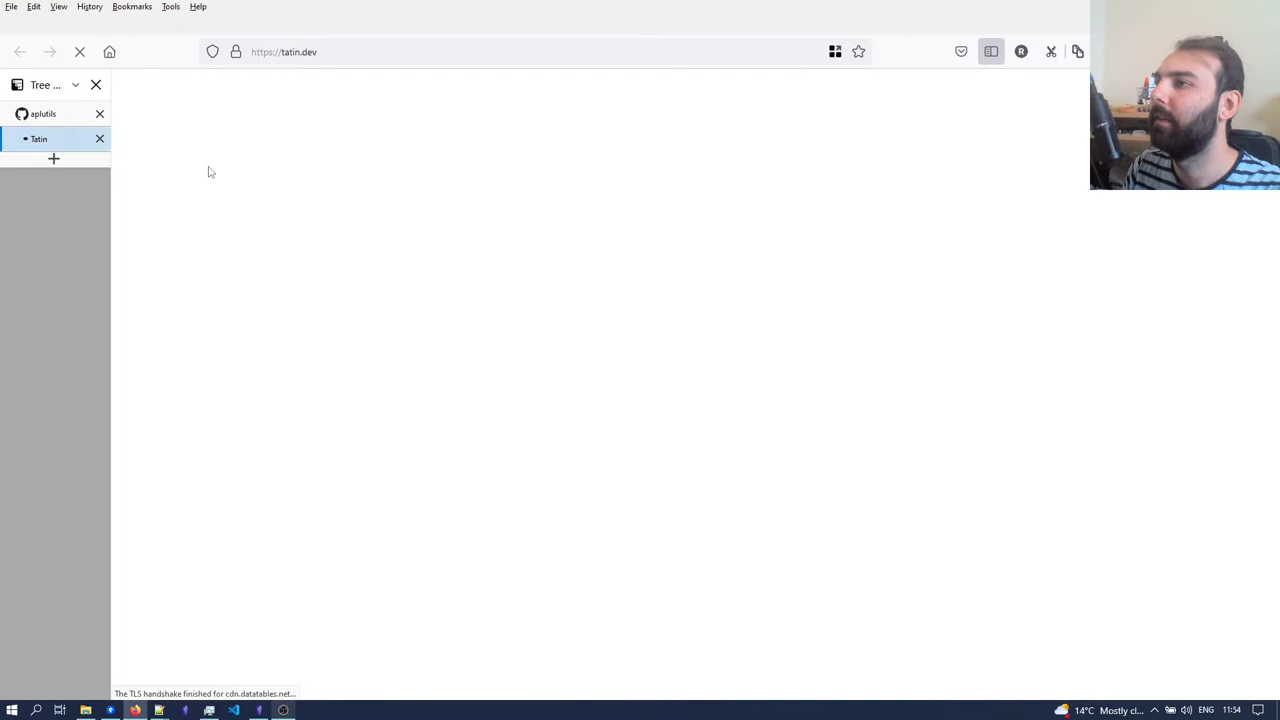 File Edit View History Bookmarks Tools Help
https://tatin.dev
R
Tree ...
aplutils
Tatin
The TLS handshake finished for cdn.datatables.net...
14°C Mostly cl... ENG 11:54